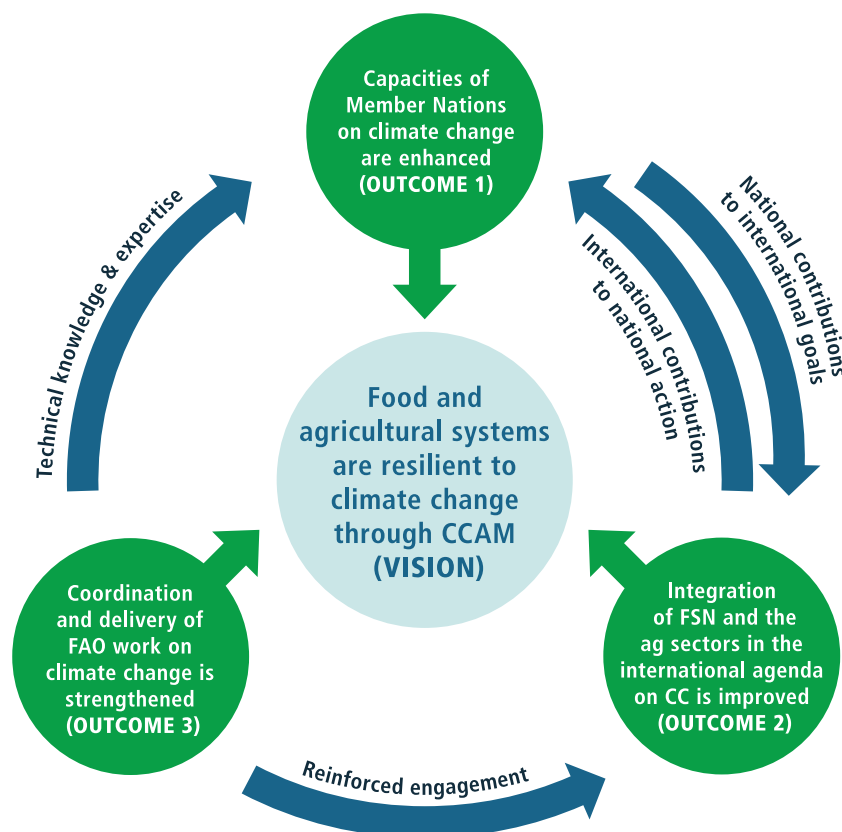 Capacities of
Member Nations
on climate change
are enhanced
(OUTCOME 1)
Technical knowledge & expertise
National contributions
to international goals
International contributions
to national action
Food and
agricultural systems
are resilient to
climate change
through CCAM
(VISION)
Coordination
and delivery of
FAO work on
climate change is
strengthened
(OUTCOME 3)
Integration
of FSN and the
ag sectors in the
international agenda
on CC is improved
(OUTCOME 2)
Reinforced engagement